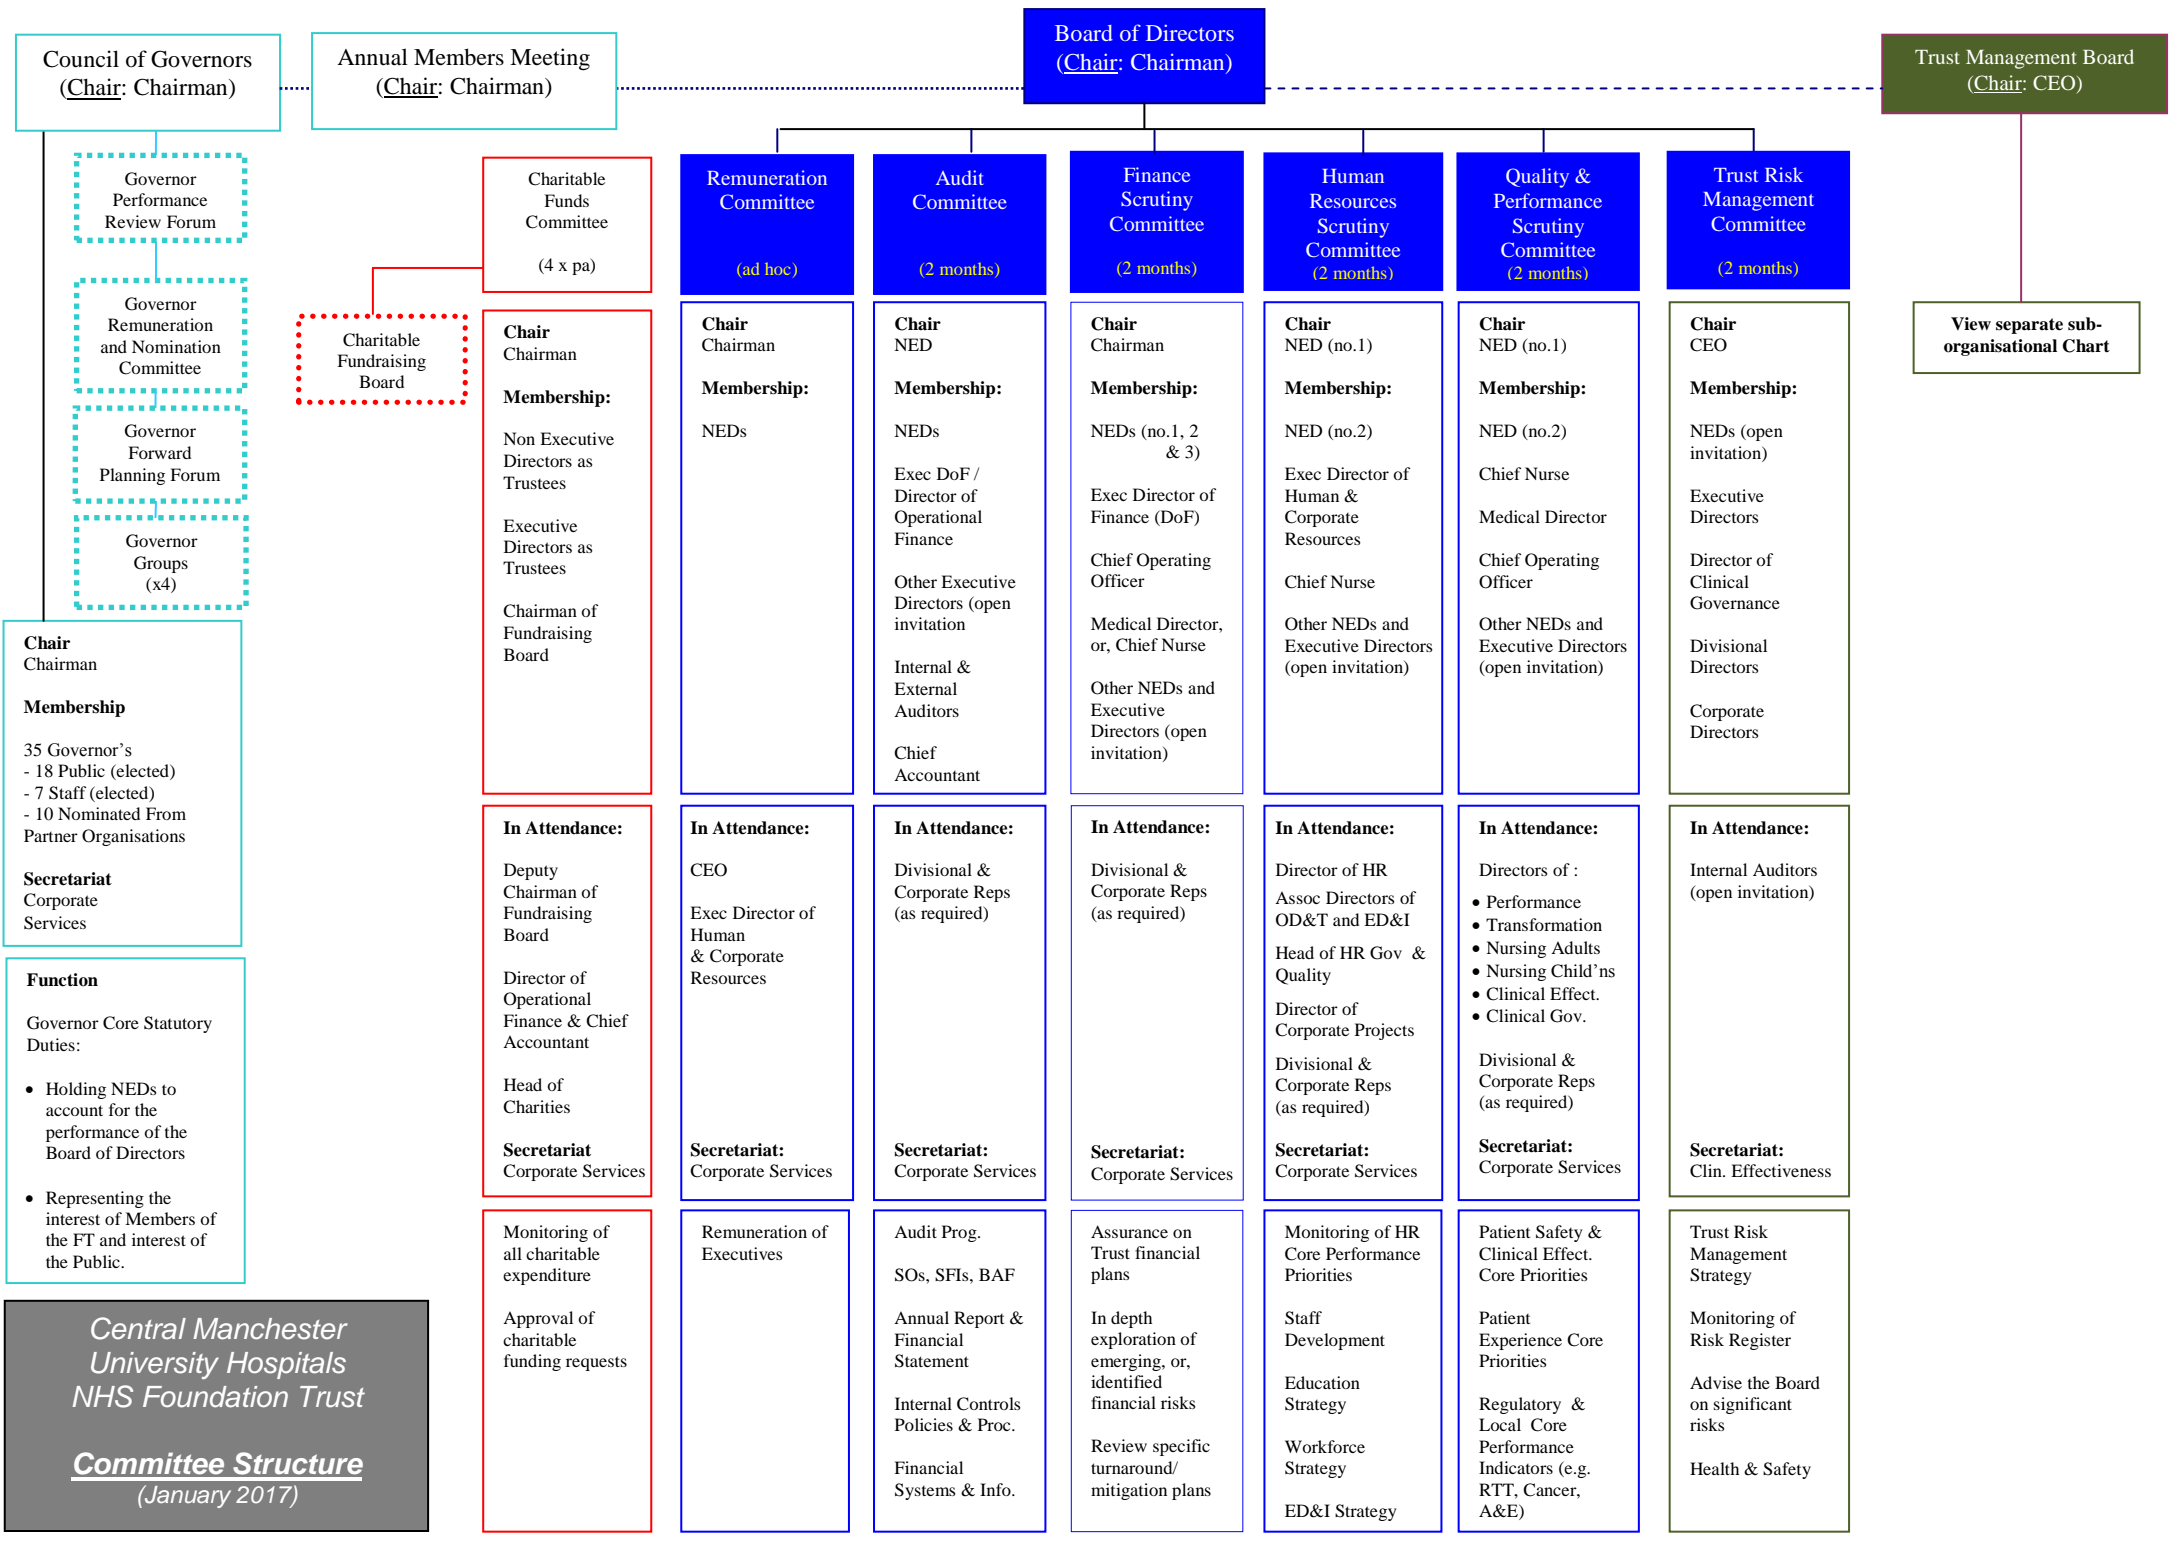 Council of Governors
(Chair: Chairman)
Annual Members Meeting
(Chair: Chairman)
Board of Directors
(Chair: Chairman)
Trust Management Board
(Chair: CEO)
View separate sub-
organisational Chart
Governor
Performance
Review Forum
Governor
Remuneration
and Nomination
Committee
Governor
Forward
Planning Forum
Governor
Groups
(x4)
Chair
Chairman
Membership
35 Governor’s
- 18 Public (elected)
- 7 Staff (elected)
- 10 Nominated From
Partner Organisations
Secretariat
Corporate
Services
Function
Governor Core Statutory
Duties:
• Holding NEDs to
account for the
performance of the
Board of Directors
• Representing the
interest of Members of
the FT and interest of
the Public.
Central Manchester
University Hospitals
NHS Foundation Trust
Committee Structure
(January 2017)
Charitable
Fundraising
Board
Charitable
Funds
Committee
(4 x pa)
Chair
Chairman
Membership:
Non Executive
Directors as
Trustees
Executive
Directors as
Trustees
Chairman of
Fundraising
Board
In Attendance:
Deputy
Chairman of
Fundraising
Board
Director of
Operational
Finance & Chief
Accountant
Head of
Charities
Secretariat
Corporate Services
Monitoring of
all charitable
expenditure
Approval of
charitable
funding requests
Remuneration
Committee
(ad hoc)
Chair
Chairman
Membership:
NEDs
In Attendance:
CEO
Exec Director of
Human
& Corporate
Resources
Secretariat:
Corporate Services
Remuneration of
Executives
Audit
Committee
(2 months)
Chair
NED
Membership:
NEDs
Exec DoF /
Director of
Operational
Finance
Other Executive
Directors (open
invitation
Internal &
External
Auditors
Chief
Accountant
In Attendance:
Divisional &
Corporate Reps
(as required)
Secretariat:
Corporate Services
Audit Prog.
SOs, SFIs, BAF
Annual Report &
Financial
Statement
Internal Controls
Policies & Proc.
Financial
Systems & Info.
Finance
Scrutiny
Committee
(2 months)
Chair
Chairman
Membership:
NEDs (no.1, 2
& 3)
Exec Director of
Finance (DoF)
Chief Operating
Officer
Medical Director,
or, Chief Nurse
Other NEDs and
Executive
Directors (open
invitation)
In Attendance:
Divisional &
Corporate Reps
(as required)
Secretariat:
Corporate Services
Assurance on
Trust financial
plans
In depth
exploration of
emerging, or,
identified
financial risks
Review specific
turnaround/
mitigation plans
Human
Resources
Scrutiny
Committee
(2 months)
Chair
NED (no.1)
Membership:
NED (no.2)
Exec Director of
Human &
Corporate
Resources
Chief Nurse
Other NEDs and
Executive Directors
(open invitation)
In Attendance:
Director of HR
Assoc Directors of
OD&T and ED&I
Head of HR Gov &
Quality
Director of
Corporate Projects
Divisional &
Corporate Reps
(as required)
Secretariat:
Corporate Services
Monitoring of HR
Core Performance
Priorities
Staff
Development
Education
Strategy
Workforce
Strategy
ED&I Strategy
Quality &
Performance
Scrutiny
Committee
(2 months)
Chair
NED (no.1)
Membership:
NED (no.2)
Chief Nurse
Medical Director
Chief Operating
Officer
Other NEDs and
Executive Directors
(open invitation)
In Attendance:
Directors of :
• Performance
• Transformation
• Nursing Adults
• Nursing Child’ns
• Clinical Effect.
• Clinical Gov.
Divisional &
Corporate Reps
(as required)
Secretariat:
Corporate Services
Patient Safety &
Clinical Effect.
Core Priorities
Patient
Experience Core
Priorities
Regulatory &
Local Core
Performance
Indicators (e.g.
RTT, Cancer,
A&E)
Trust Risk
Management
Committee
(2 months)
Chair
CEO
Membership:
NEDs (open
invitation)
Executive
Directors
Director of
Clinical
Governance
Divisional
Directors
Corporate
Directors
In Attendance:
Internal Auditors
(open invitation)
Secretariat:
Clin. Effectiveness
Trust Risk
Management
Strategy
Monitoring of
Risk Register
Advise the Board
on significant
risks
Health & Safety